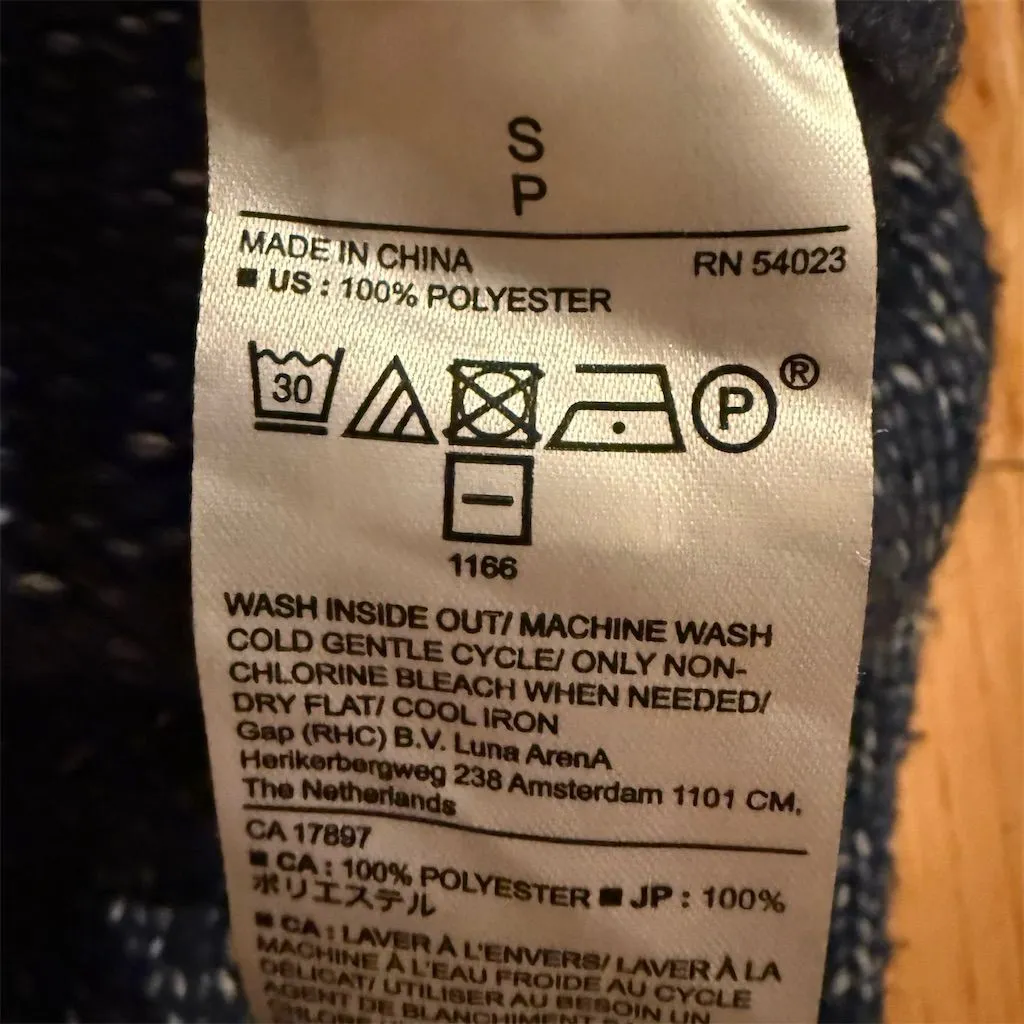 S
P
MADE IN CHINA RN 54023
■ US : 100% POLYESTER
30 P ®
1166
WASH INSIDE OUT/ MACHINE WASH
COLD GENTLE CYCLE/ ONLY NON-
CHLORINE BLEACH WHEN NEEDED/
DRY FLAT/ COOL IRON
Gap (RHC) B.V. Luna ArenA
Herikerbergweg 238 Amsterdam 1101 CM,
The Netherlands
CA 17897
■ CA : 100% POLYESTER ■ JP : 100%
ポリエステル
■ CA : LAVER À L'ENVERS/ LAVER À LA
MACHINE À L'EAU FROIDE AU CYCLE
DÉLICAT/ UTILISER AU BESOIN UN
AGENT DE BLANCHIMENT